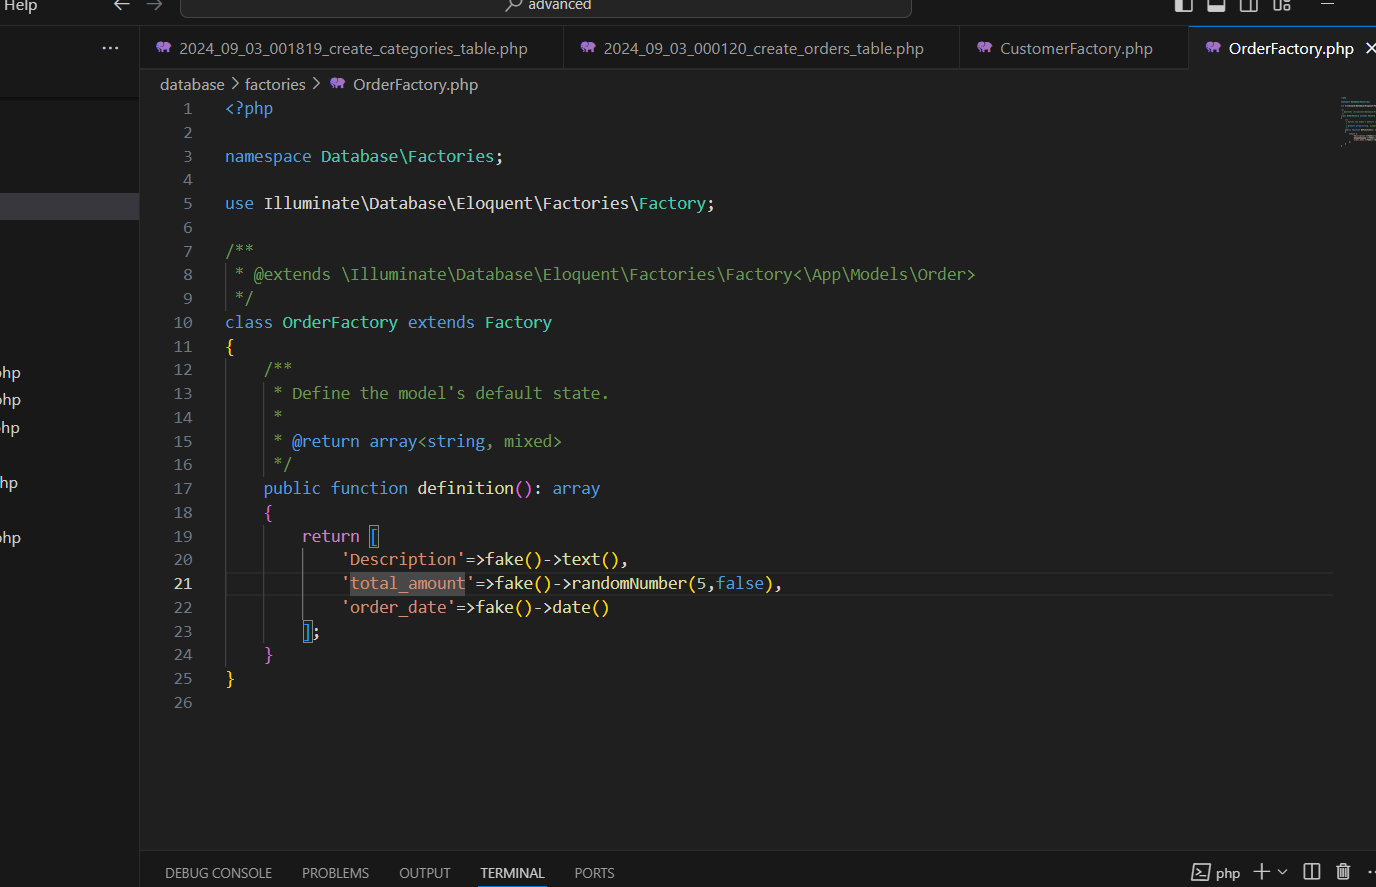 Help
advanced
2024_09_03_001819_create_categories_table.php
2024_09_03_000120_create_orders_table.php
CustomerFactory.php
OrderFactory.php
database > factories > OrderFactory.php
1 <?php
2
3 namespace Database\Factories;
4
5 use Illuminate\Database\Eloquent\Factories\Factory;
6
7 /**
8 * @extends \Illuminate\Database\Eloquent\Factories\Factory<\App\Models\Order>
9 */
10 class OrderFactory extends Factory
11 {
12 /**
13 * Define the model's default state.
14 *
15 * @return array<string, mixed>
16 */
17 public function definition(): array
18 {
19 return [
20 'Description'=>fake()->text(),
21 'total_amount'=>fake()->randomNumber(5,false),
22 'order_date'=>fake()->date()
23 ];
24 }
25 }
26
hp
hp
hp
hp
php
DEBUG CONSOLE
PROBLEMS
OUTPUT
TERMINAL
PORTS
php